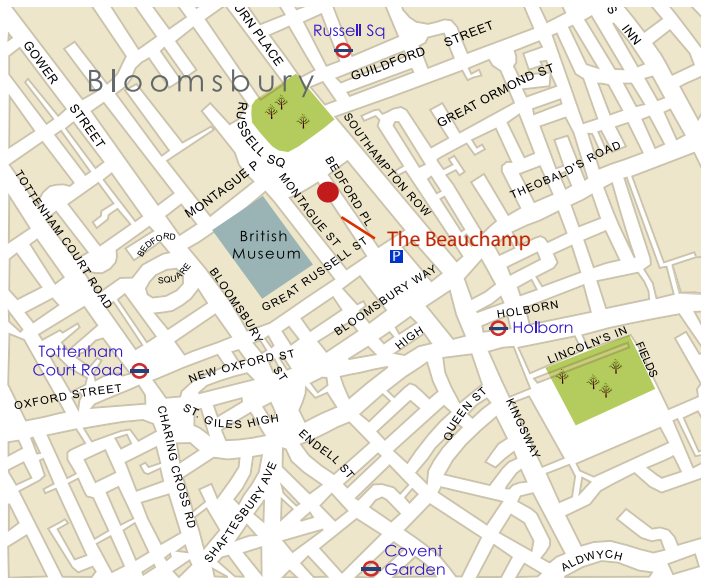 Russell Sq
URN PLACE
S INN
GOWER
STREET
Bloomsbury
GUILDFORD STREET
GREAT ORMOND ST
RUSSELL SQ
SOUTHAMPTON ROW
THEOBALD'S ROAD
TOTTENHAM COURT ROAD
MONTAGUE P
BEDFORD PL
MONTAGUE ST
BEDFORD
SQUARE
British
Museum
The Beauchamp
P
GREAT RUSSELL ST
BLOOMSBURY ST
BLOOMSBURY WAY
HIGH
HOLBORN
Holborn
LINCOLN'S IN
FIELDS
Tottenham
Court Road
NEW OXFORD ST
OXFORD STREET
ST. GILES HIGH
CHARING CROSS RD
ENDELL ST
QUEEN ST
KINGSWAY
SHAFTESBURY AVE
Covent
Garden
ALDWYCH